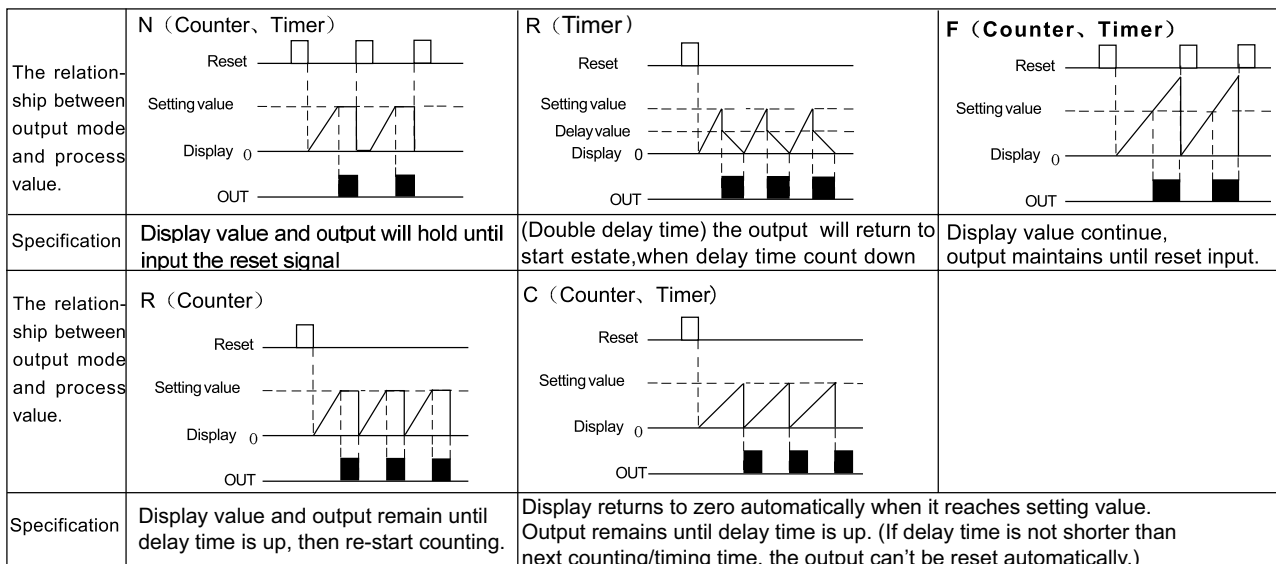 The relation-
ship between
output mode
and process
value.
N（Counter、Timer）
Reset
Setting value
Display 0
OUT
R (Timer)
Reset
Setting value
Delay value
Display 0
OUT
F（Counter、Timer）
Reset
Setting value
Display 0
OUT
Specification
Display value and output will hold until
input the reset signal
(Double delay time) the output will return to
start estate,when delay time count down
Display value continue,
output maintains until reset input.
The relation-
ship between
output mode
and process
value.
R（Counter）
Reset
Setting value
Display 0
OUT
C（Counter、Timer）
Reset
Setting value
Display 0
OUT
Specification
Display value and output remain until
delay time is up, then re-start counting.
Display returns to zero automatically when it reaches setting value.
Output remains until delay time is up. (If delay time is not shorter than
next counting/timing time, the output can't be reset automatically.)